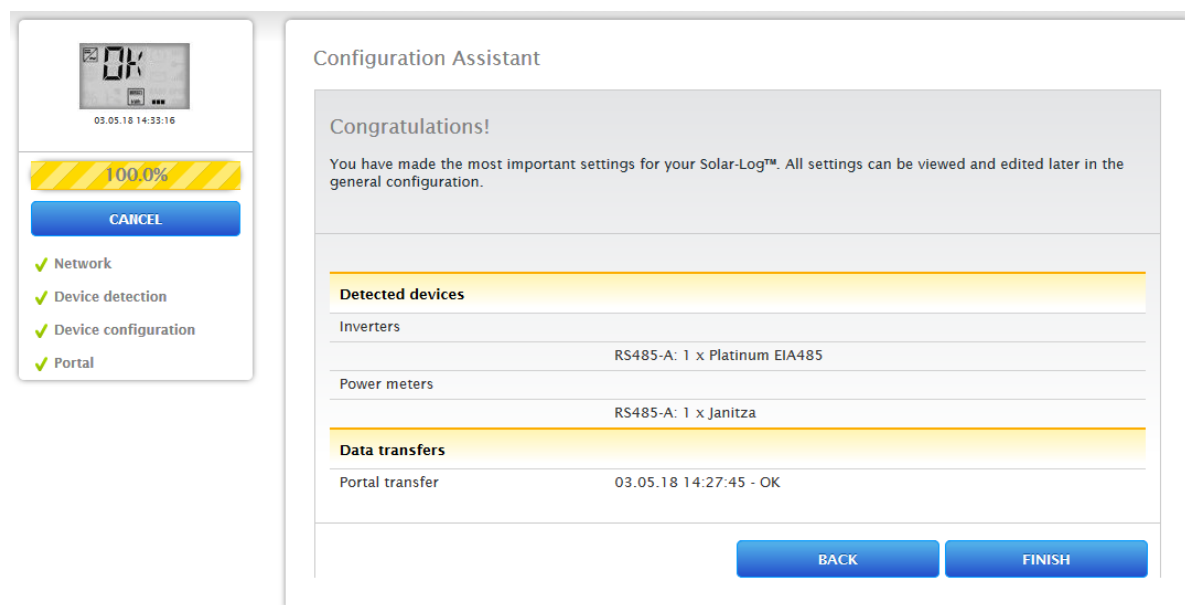 OK
03.05.18 14:33:16
100.0%
CANCEL
Network
Device detection
Device configuration
Portal
Configuration Assistant
Congratulations!
You have made the most important settings for your Solar-Log™. All settings can be viewed and edited later in the
general configuration.
Detected devices
Inverters
RS485-A: 1 x Platinum EIA485
Power meters
RS485-A: 1 x Janitza
Data transfers
Portal transfer 03.05.18 14:27:45 - OK
BACK FINISH